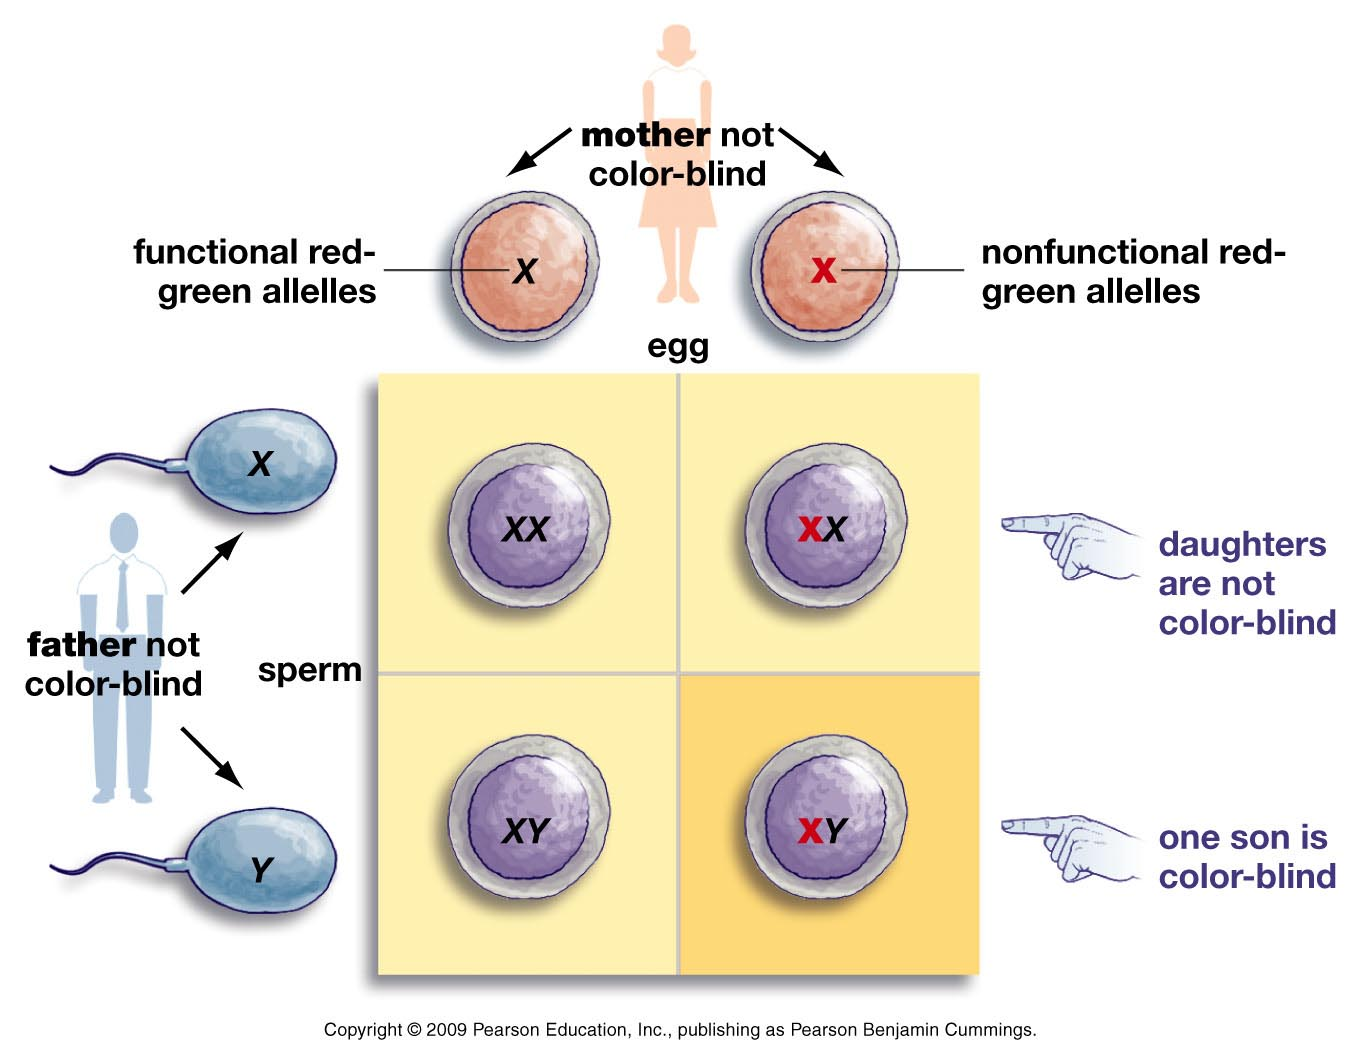 mother not
color-blind
functional red-
green allelles
X
X
nonfunctional red-
green allelles
egg
X
XX
XX
daughters
are not
color-blind
father not
color-blind
sperm
Y
XY
XY
one son is
color-blind
Copyright © 2009 Pearson Education, Inc., publishing as Pearson Benjamin Cummings.